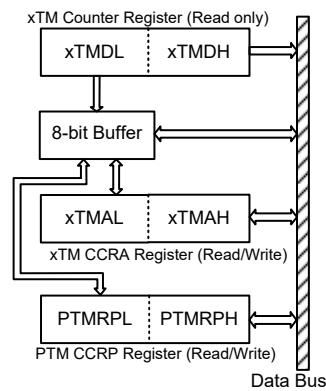 xTM Counter Register (Read only)
xTMDL xTMDH
8-bit Buffer
xTMAL xTMAH
xTM CCRA Register (Read/Write)
PTMRPL PTMRPH
PTM CCRP Register (Read/Write)
Data Bus